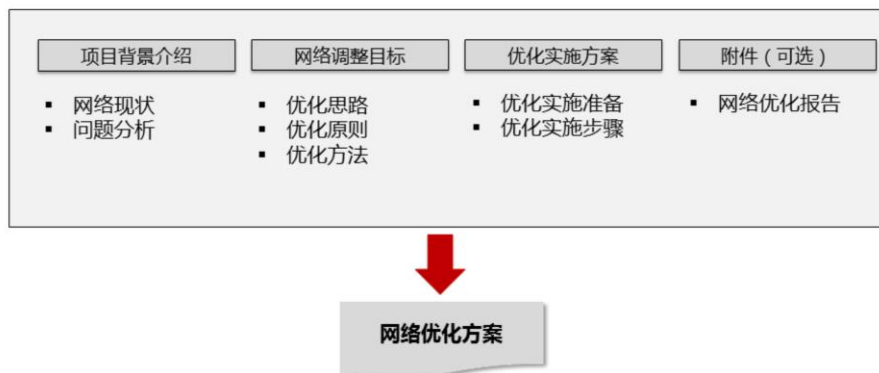 项目背景介绍
▪ 网络现状
▪ 问题分析
网络调整目标
▪ 优化思路
▪ 优化原则
▪ 优化方法
优化实施方案
▪ 优化实施准备
▪ 优化实施步骤
附件（可选）
▪ 网络优化报告
网络优化方案